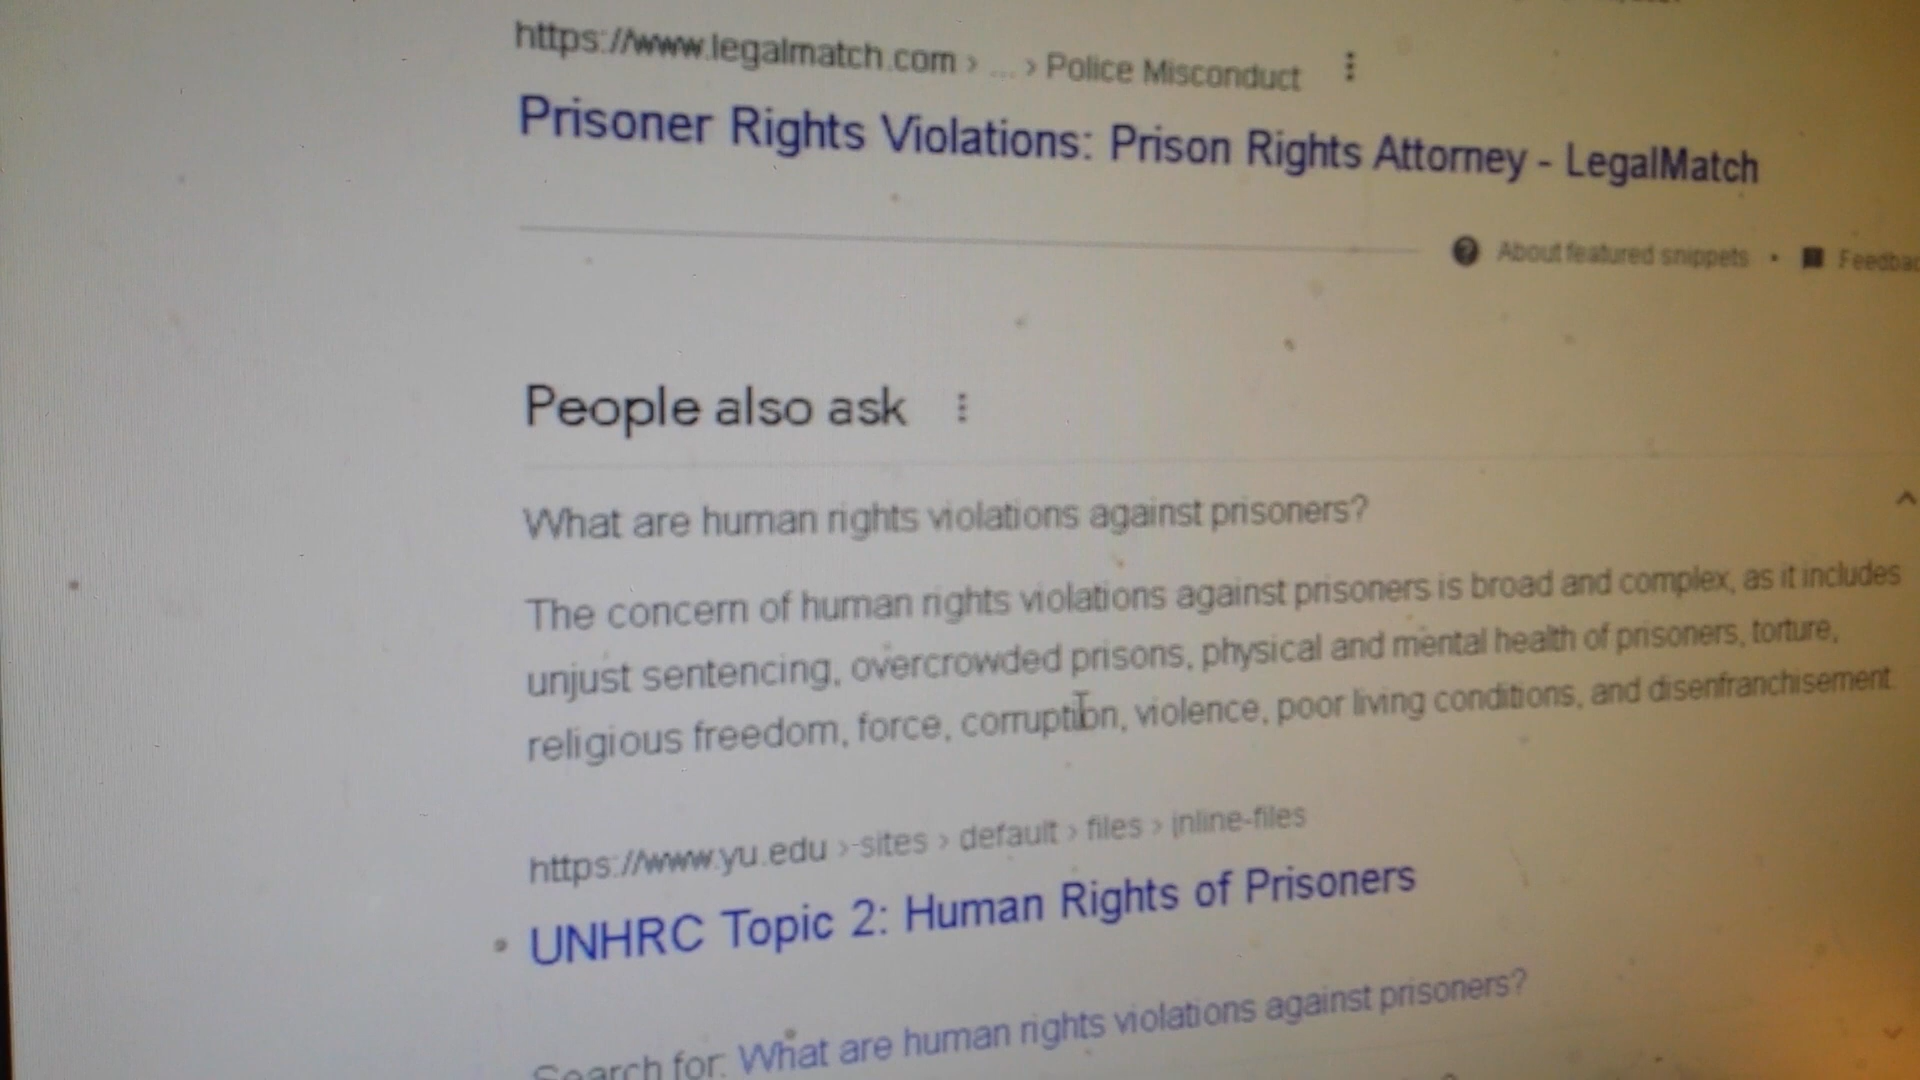 https://www.legalmatch.com › ... › Police Misconduct
Prisoner Rights Violations: Prison Rights Attorney - LegalMatch
About featured snippets • Feedbac
People also ask
What are human rights violations against prisoners?
The concern of human rights violations against prisoners is broad and complex, as it includes
unjust sentencing, overcrowded prisons, physical and mental health of prisoners, torture,
religious freedom, force, corruption, violence, poor living conditions, and disenfranchisement.
https://www.yu.edu › sites › default › files › inline-files
UNHRC Topic 2: Human Rights of Prisoners
Search for: What are human rights violations against prisoners?